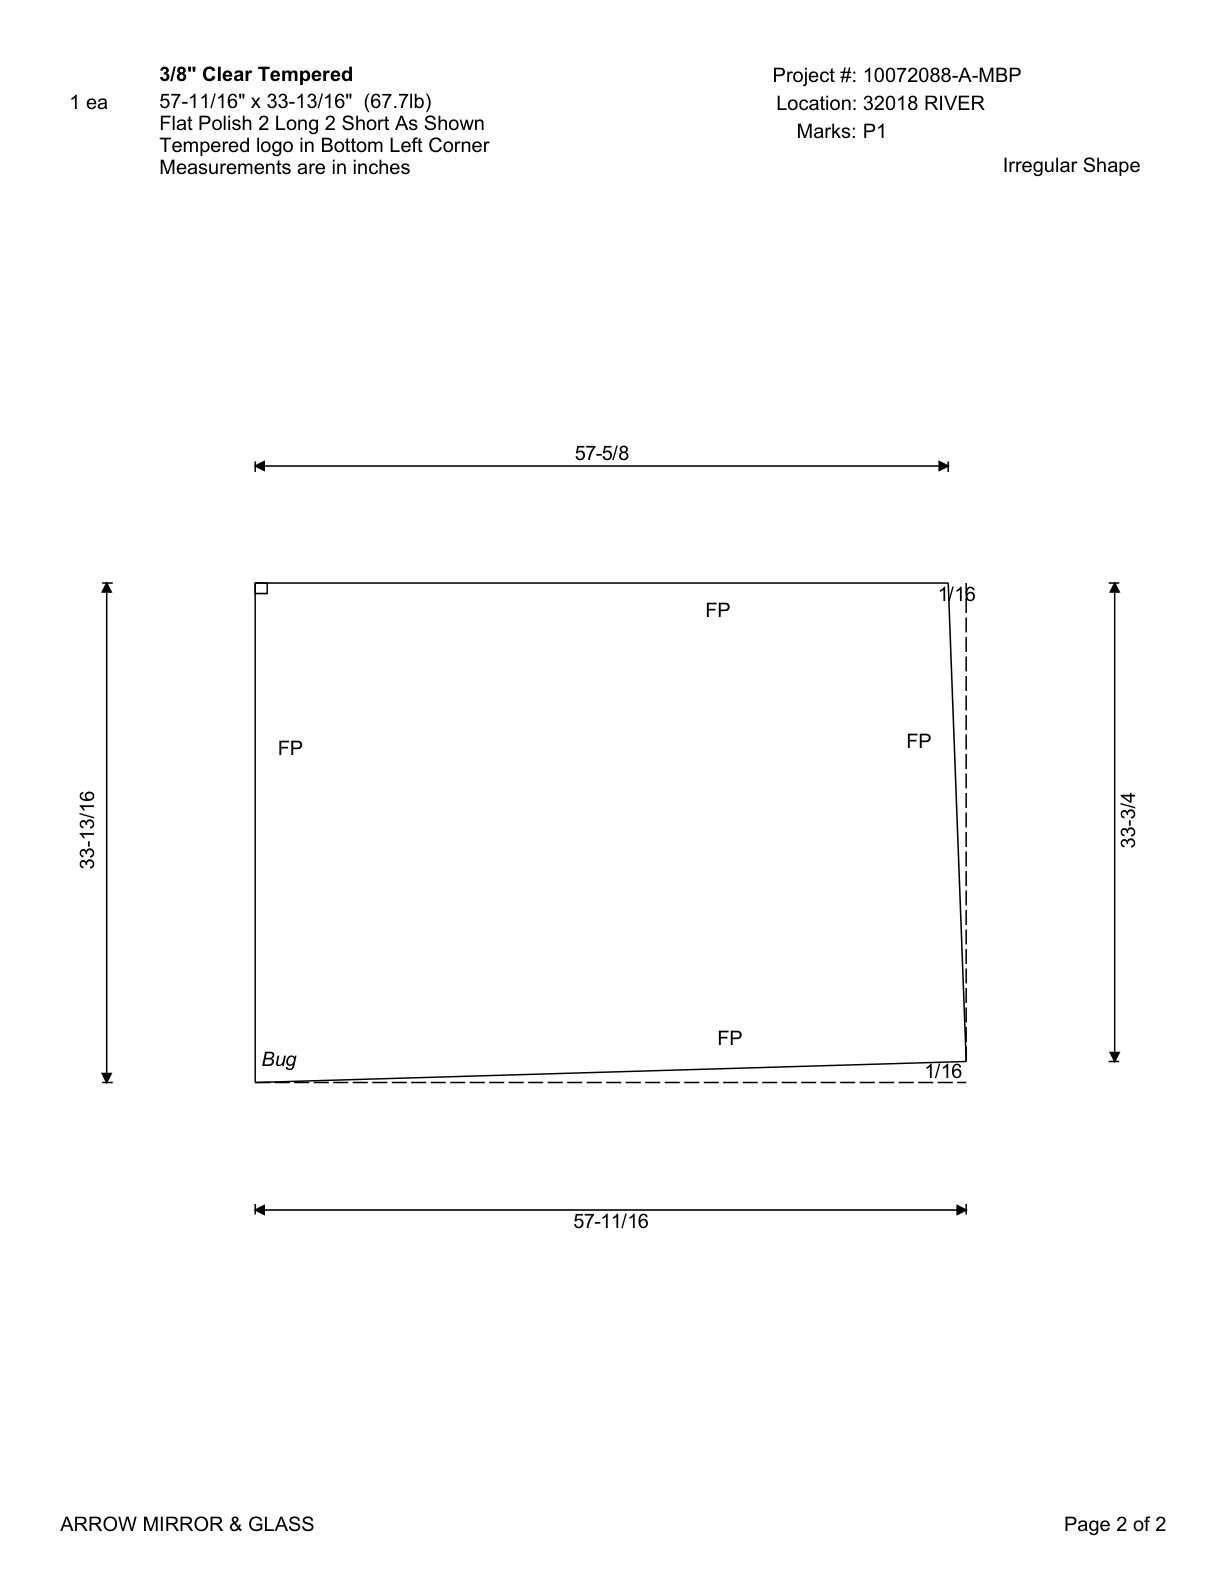 3/8" Clear Tempered
1 ea
57-11/16" x 33-13/16"  (67.7lb)
Flat Polish 2 Long 2 Short As Shown
Tempered logo in Bottom Left Corner
Measurements are in inches
Project #: 10072088-A-MBP
Location: 32018 RIVER
Marks: P1
Irregular Shape
57-5/8
1/16
FP
FP
FP
33-13/16
33-3/4
FP
Bug
1/16
57-11/16
ARROW MIRROR & GLASS
Page 2 of 2